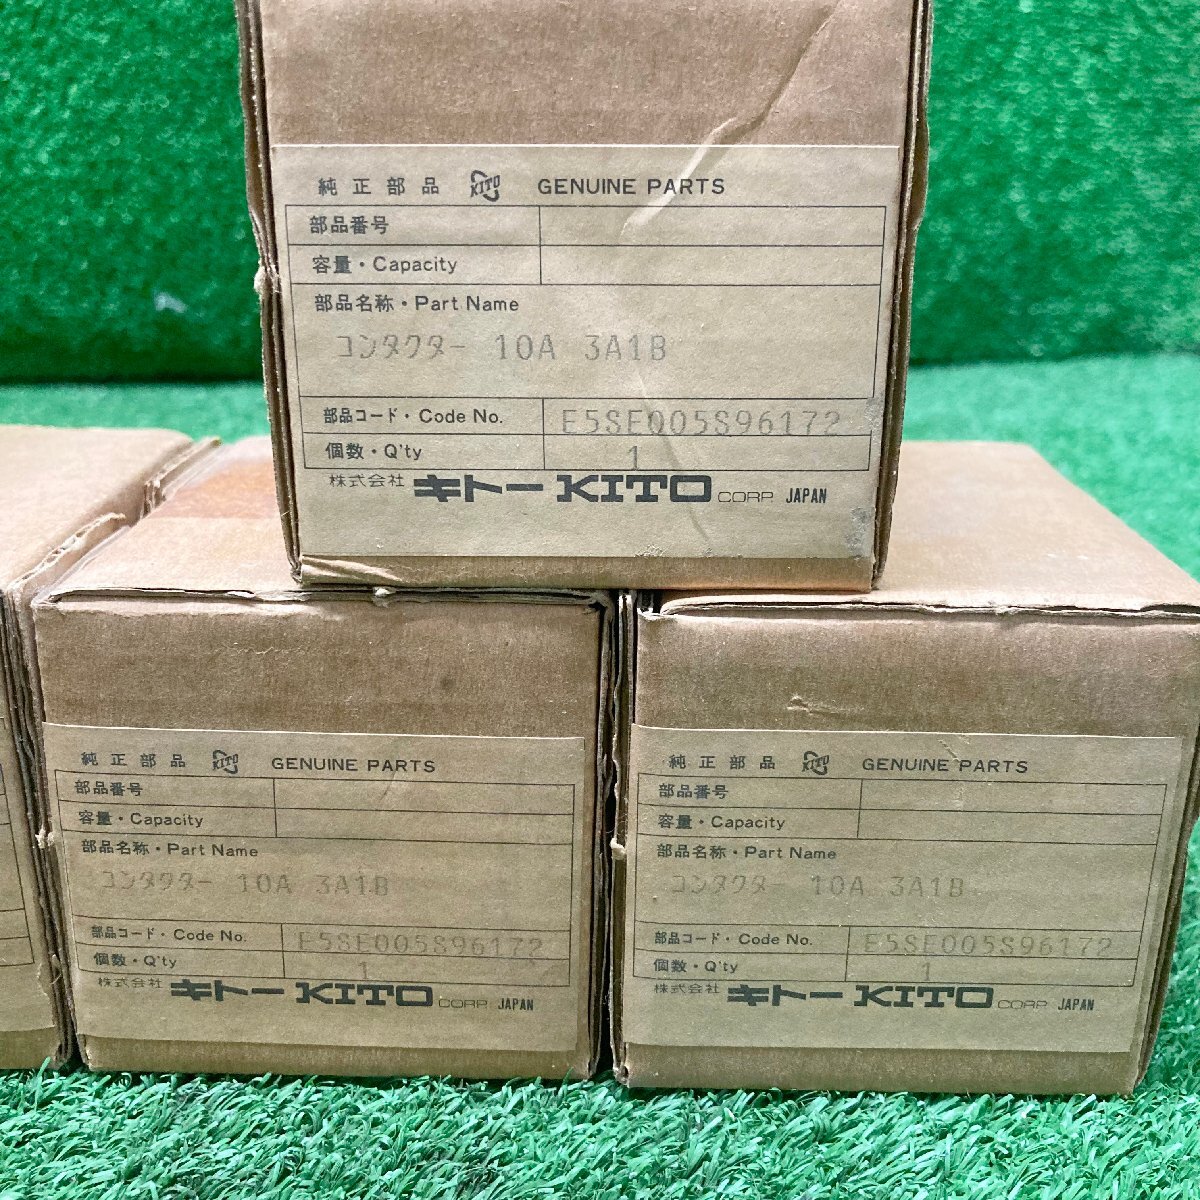 純正部品 KITO GENUINE PARTS
部品番号
容量・Capacity
部品名称・Part Name
コンタクター 10A 3A1B
部品コード・Code No. E5SE005S96172
個数・Q'ty 1
株式会社 キトー KITO CORP JAPAN
純正部品 KITO GENUINE PARTS
部品番号
容量・Capacity
部品名称・Part Name
コンタクター 10A 3A1B
部品コード・Code No. E5SE005S96172
個数・Q'ty 1
株式会社 キトー KITO CORP JAPAN
純正部品 KITO GENUINE PARTS
部品番号
容量・Capacity
部品名称・Part Name
コンタクター 10A 3A1B
部品コード・Code No. E5SE005S96172
個数・Q'ty 1
株式会社 キトー KITO CORP JAPAN